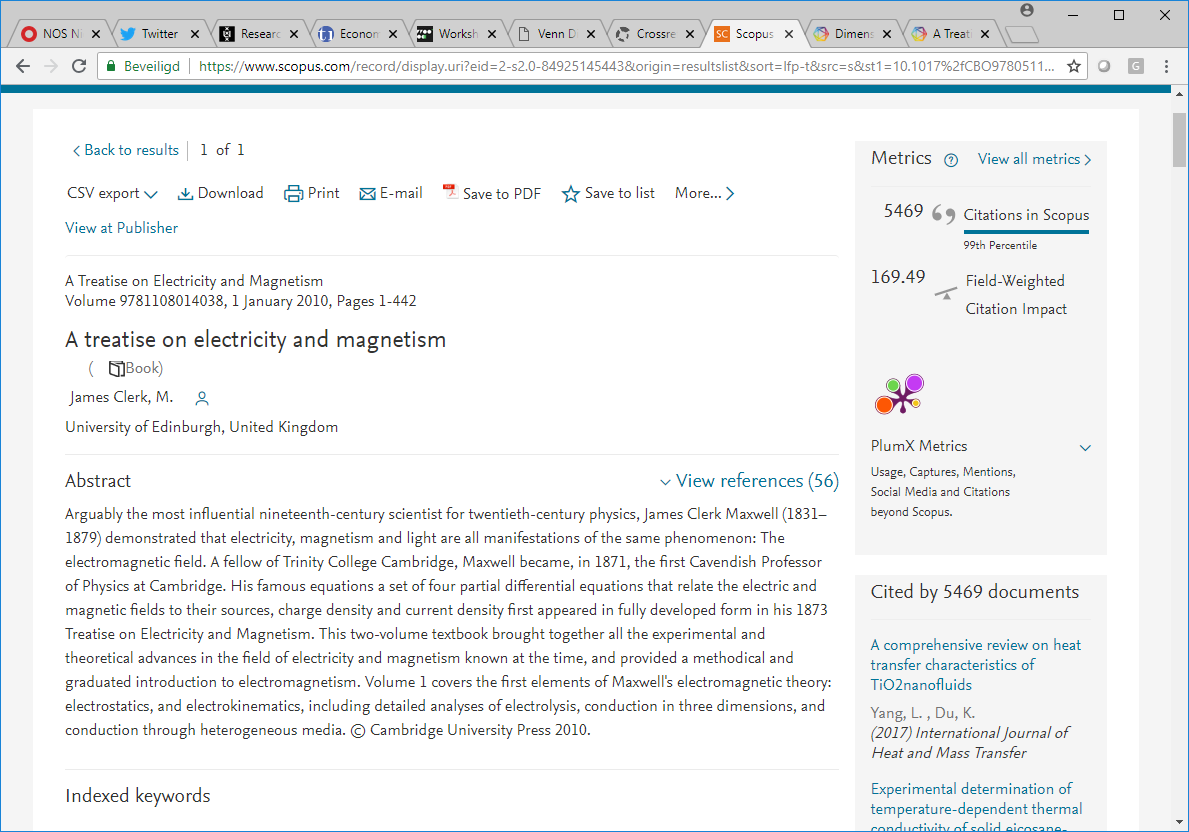 NOS Ni
Twitter
Researc
Econom
Worksh
Venn D
Crossre
SC Scopus
Dimens
A Treati
Beveiligd
https://www.scopus.com/record/display.uri?eid=2-s2.0-84925145443&origin=resultslist&sort=lfp-t&src=s&st1=10.1017%2fCBO9780511...
G
Back to results
1 of 1
CSV export
Download
Print
E-mail
Save to PDF
Save to list
More...
View at Publisher
A Treatise on Electricity and Magnetism
Volume 9781108014038, 1 January 2010, Pages 1-442
A treatise on electricity and magnetism
( Book)
James Clerk, M.
University of Edinburgh, United Kingdom
Abstract
View references (56)
Arguably the most influential nineteenth-century scientist for twentieth-century physics, James Clerk Maxwell (1831–
1879) demonstrated that electricity, magnetism and light are all manifestations of the same phenomenon: The
electromagnetic field. A fellow of Trinity College Cambridge, Maxwell became, in 1871, the first Cavendish Professor
of Physics at Cambridge. His famous equations a set of four partial differential equations that relate the electric and
magnetic fields to their sources, charge density and current density first appeared in fully developed form in his 1873
Treatise on Electricity and Magnetism. This two-volume textbook brought together all the experimental and
theoretical advances in the field of electricity and magnetism known at the time, and provided a methodical and
graduated introduction to electromagnetism. Volume 1 covers the first elements of Maxwell's electromagnetic theory:
electrostatics, and electrokinematics, including detailed analyses of electrolysis, conduction in three dimensions, and
conduction through heterogeneous media. © Cambridge University Press 2010.
Indexed keywords
Metrics
?
View all metrics
5469
Citations in Scopus
99th Percentile
169.49
Field-Weighted
Citation Impact
PlumX Metrics
Usage, Captures, Mentions,
Social Media and Citations
beyond Scopus.
Cited by 5469 documents
A comprehensive review on heat
transfer characteristics of
TiO2nanofluids
Yang, L. , Du, K.
(2017) International Journal of
Heat and Mass Transfer
Experimental determination of
temperature-dependent thermal
conductivity of solid eicosane-